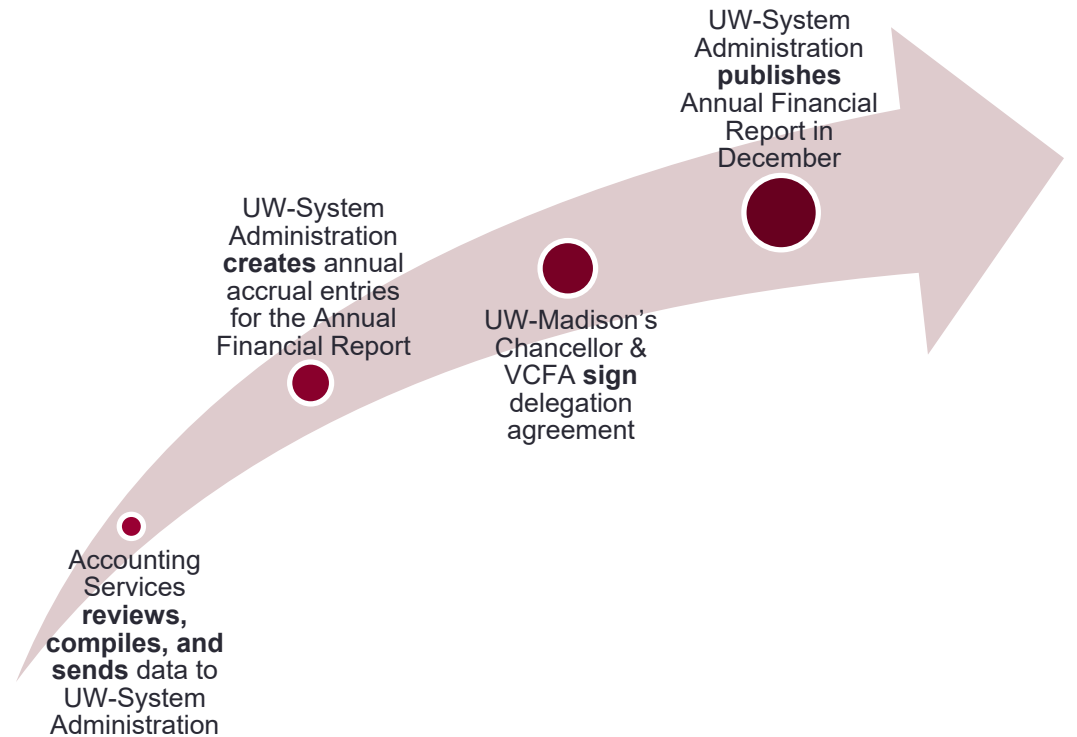 Accounting
Services
reviews,
compiles, and
sends data to
UW-System
Administration
UW-System
Administration
creates annual
accrual entries
for the Annual
Financial Report
UW-Madison’s
Chancellor &
VCFA sign
delegation
agreement
UW-System
Administration
publishes
Annual Financial
Report in
December